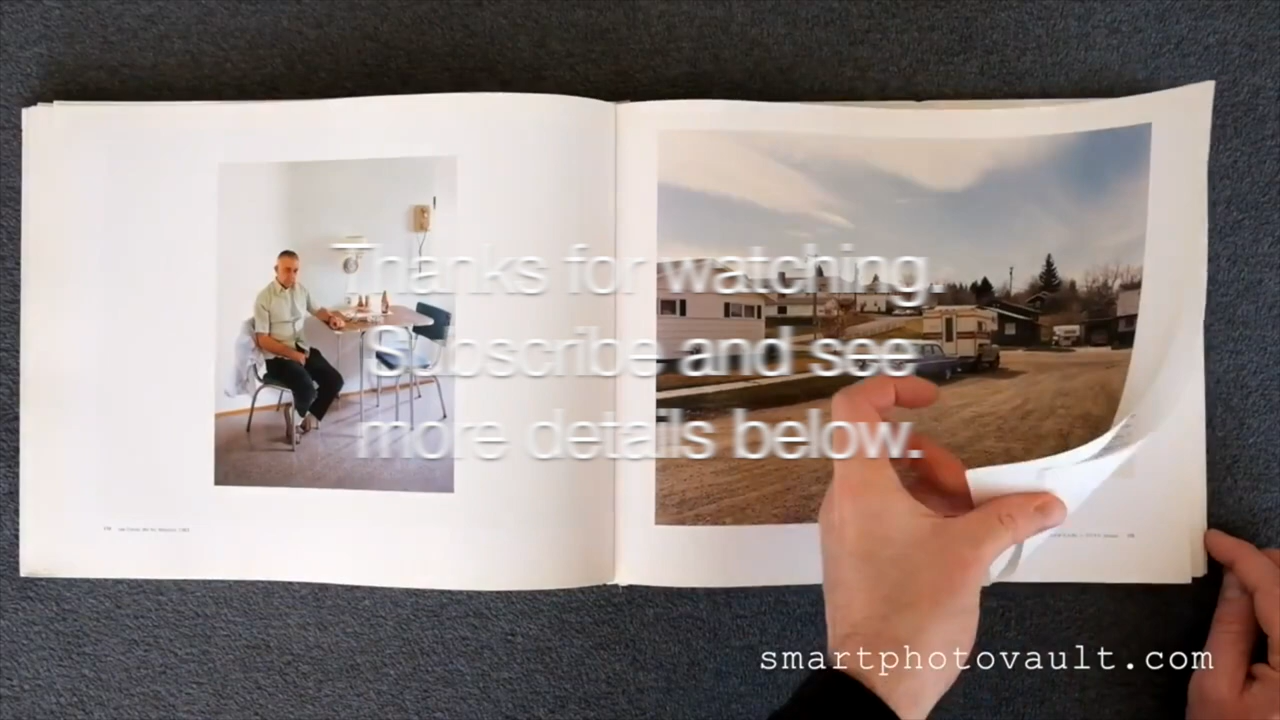 Thanks for watching.
Subscribe and see
more details below.
smartphotovault.com